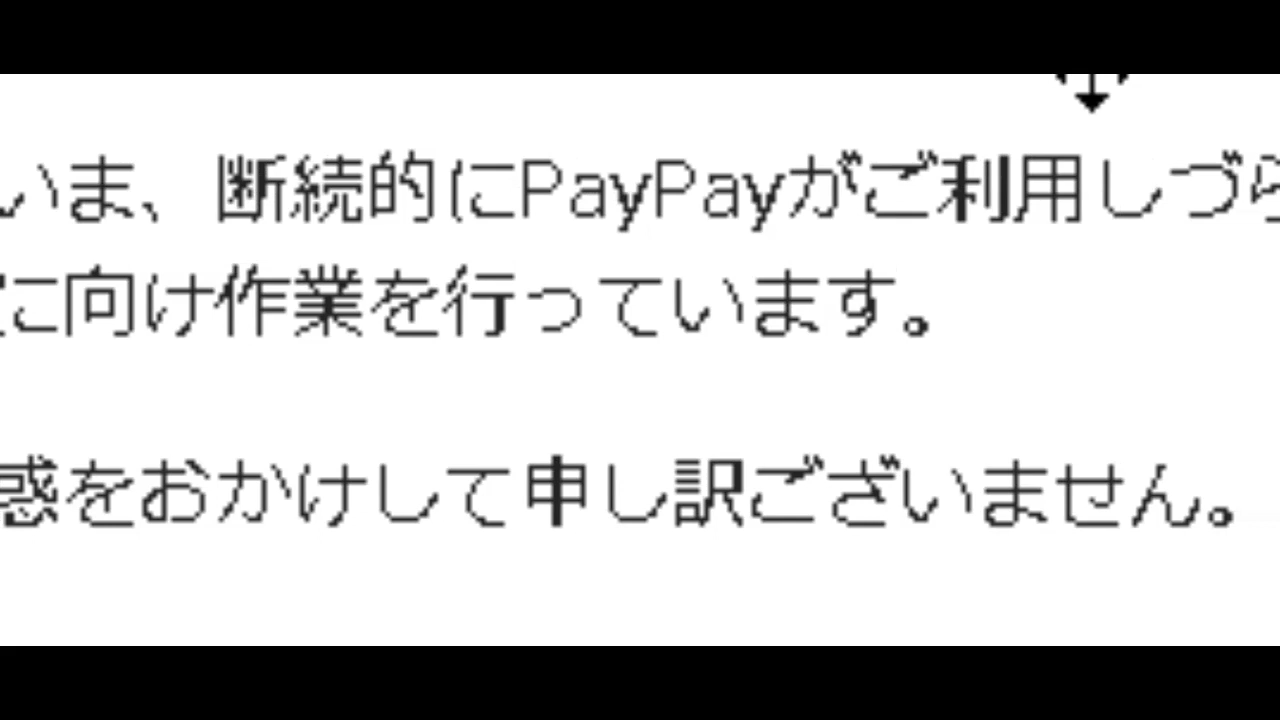 いま、断続的にPayPayがご利用しづら
に向け作業を行っています。
惑をおかけして申し訳ございません。